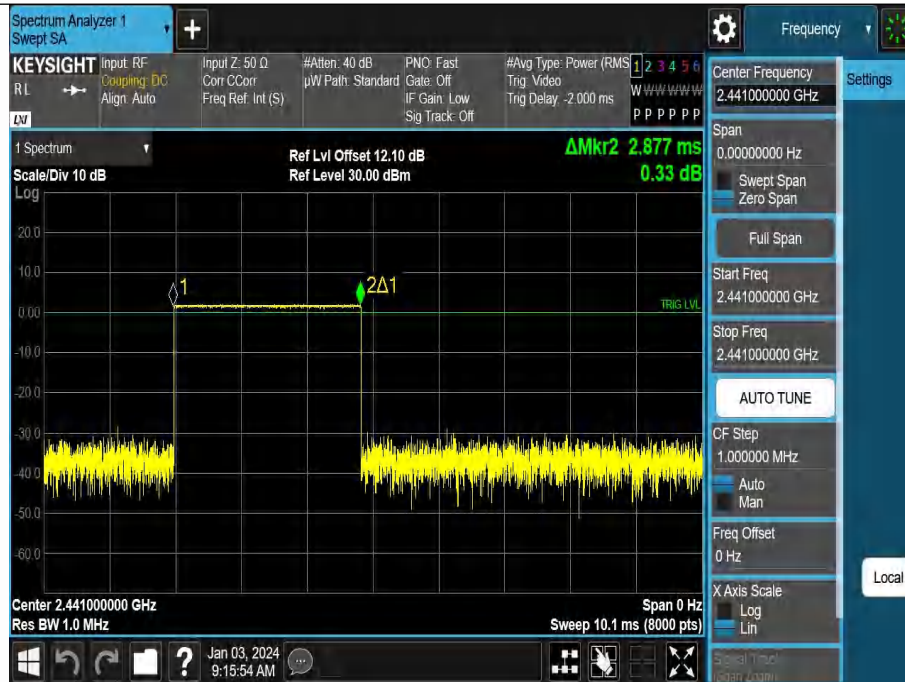 Spectrum Analyzer 1
Swept SA
Frequency
KEYSIGHT
RL
LXI
Input: RF
Coupling: DC
Align: Auto
Input Z: 50 Ω
Corr CCorr
Freq Ref: Int (S)
#Atten: 40 dB
µW Path: Standard
PNO: Fast
Gate: Off
IF Gain: Low
Sig Track: Off
#Avg Type: Power (RMS
Trig: Video
Trig Delay: -2.000 ms
1 2 3 4 5 6
W W W W W W
P P P P P P
1 Spectrum
Scale/Div 10 dB
Log
Ref Lvl Offset 12.10 dB
Ref Level 30.00 dBm
ΔMkr2 2.877 ms
0.33 dB
20.0
10.0
0.00
-10.0
-20.0
-30.0
-40.0
-50.0
-60.0
1
2Δ1
TRIG LVL
Center 2.441000000 GHz
Res BW 1.0 MHz
Span 0 Hz
Sweep 10.1 ms (8000 pts)
Jan 03, 2024
9:15:54 AM
?
Center Frequency
2.441000000 GHz
Settings
Span
0.00000000 Hz
Swept Span
Zero Span
Full Span
Start Freq
2.441000000 GHz
Stop Freq
2.441000000 GHz
AUTO TUNE
CF Step
1.000000 MHz
Auto
Man
Freq Offset
0 Hz
X Axis Scale
Log
Lin
Local
Signal Track
(Span Zoom)